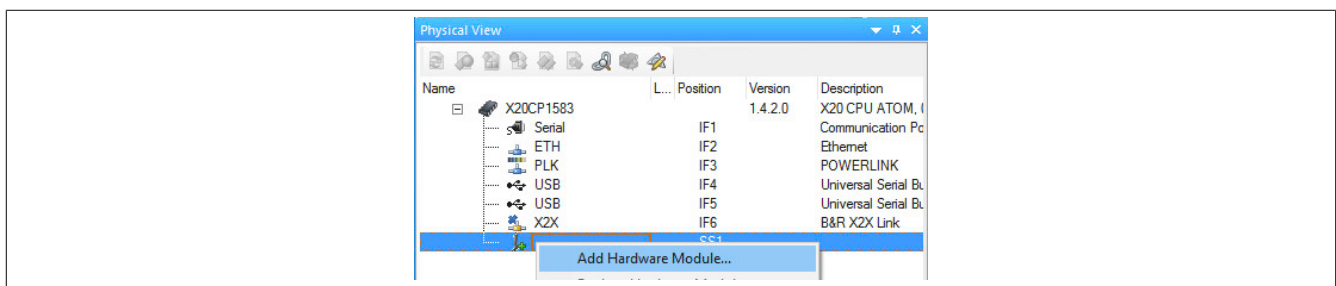 Physical View
Name L... Position Version Description
X20CP1583 1.4.2.0 X20 CPU ATOM, (
Serial IF1 Communication Po
ETH IF2 Ethernet
PLK IF3 POWERLINK
USB IF4 Universal Serial Bu
USB IF5 Universal Serial Bu
X2X IF6 B&R X2X Link
SS1
Add Hardware Module...